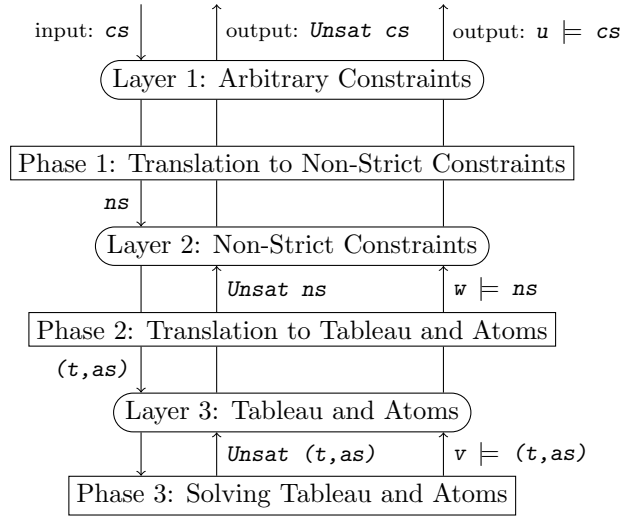 input: cs output: Unsat cs output: u ⊨ cs
Layer 1: Arbitrary Constraints
Phase 1: Translation to Non-Strict Constraints
ns
Layer 2: Non-Strict Constraints
Unsat ns w ⊨ ns
Phase 2: Translation to Tableau and Atoms
(t,as)
Layer 3: Tableau and Atoms
Unsat (t,as) v ⊨ (t,as)
Phase 3: Solving Tableau and Atoms